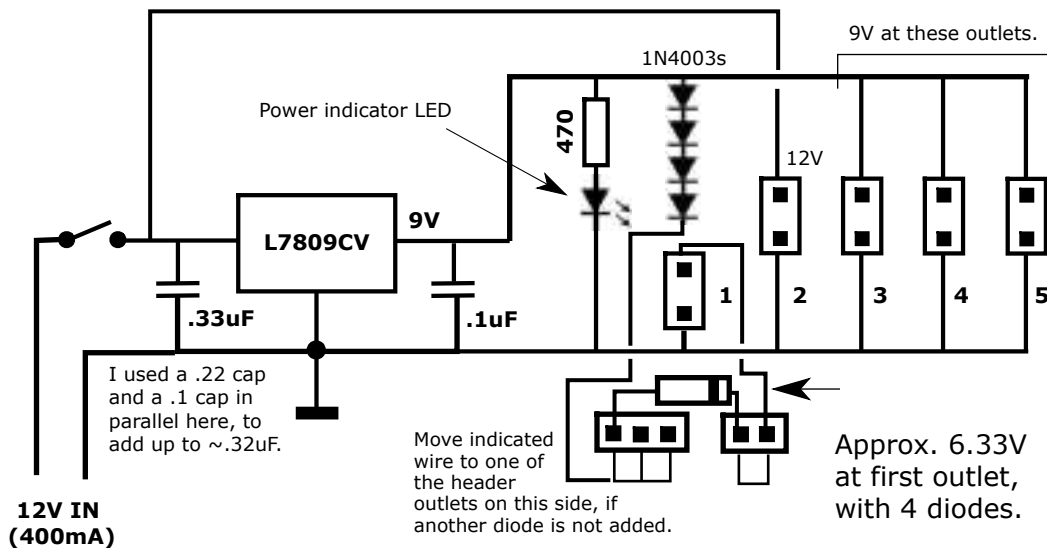 9V at these outlets.
1N4003s
Power indicator LED
470
12V
9V
L7809CV
.33uF
.1uF
1
2
3
4
5
I used a .22 cap
and a .1 cap in
parallel here, to
add up to ~.32uF.
Move indicated
wire to one of
the header
outlets on this side, if
another diode is not added.
Approx. 6.33V
at first outlet,
with 4 diodes.
12V IN
(400mA)